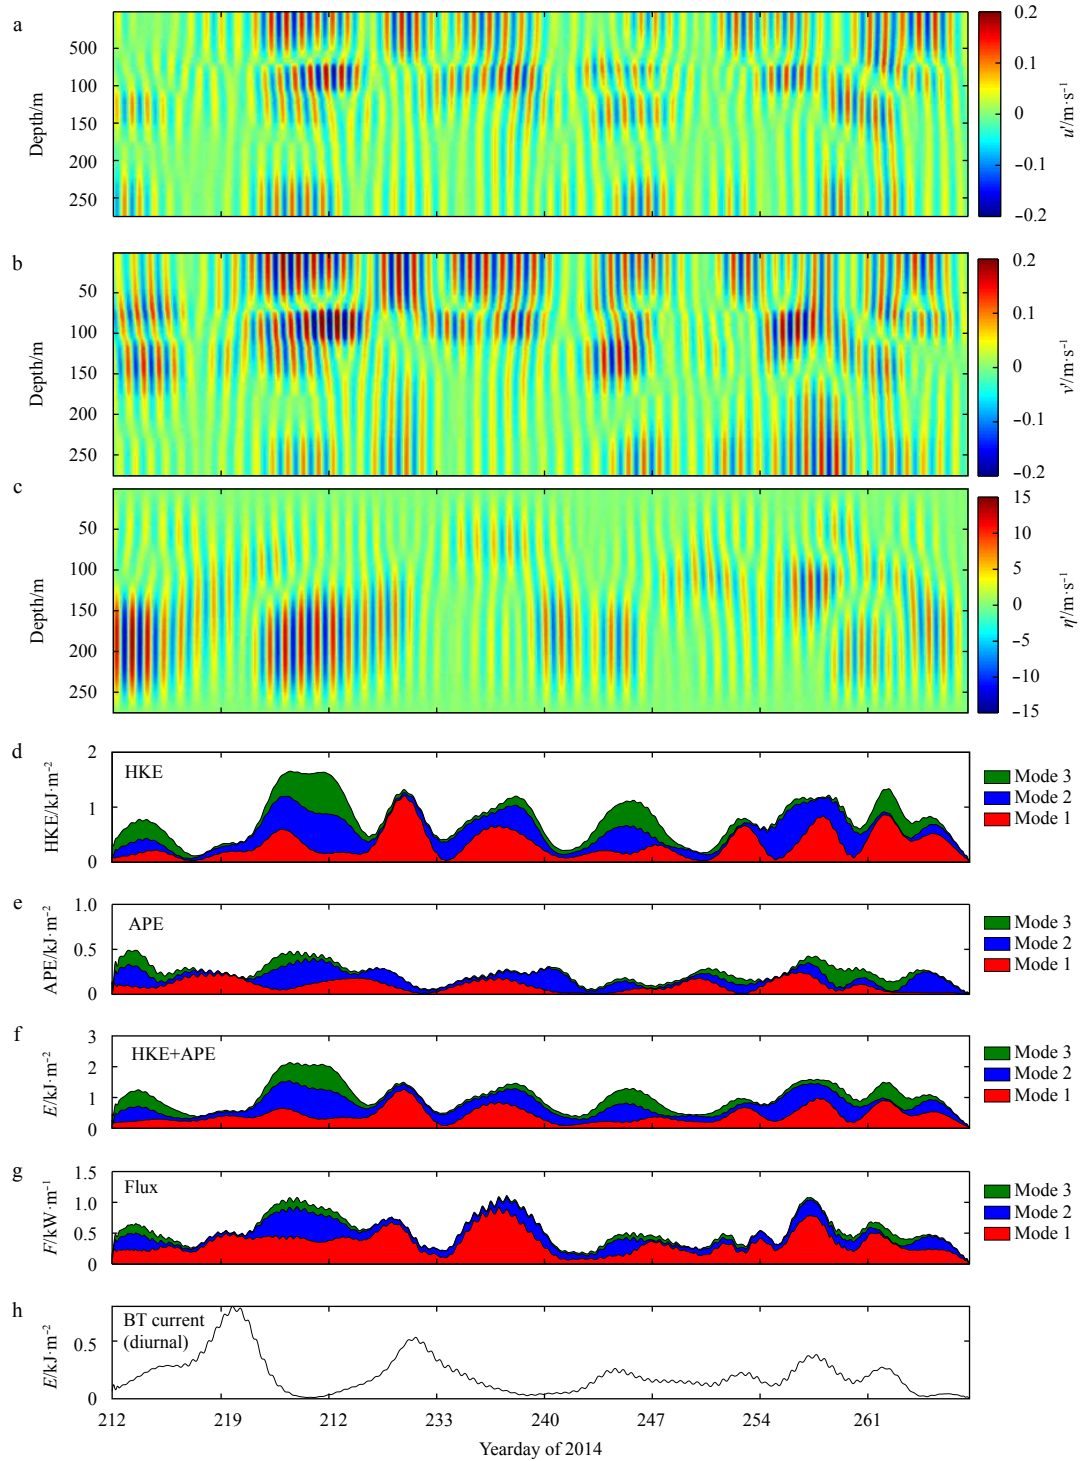 a
500
100
150
200
250
Depth/m
0.2
0.1
0
−0.1
−0.2
u'/m·s⁻¹
b
50
100
150
200
250
Depth/m
0.2
0.1
0
−0.1
−0.2
v'/m·s⁻¹
c
50
100
150
200
250
Depth/m
15
10
5
0
−5
−10
−15
η'/m·s⁻¹
d
HKE
2
1
0
HKE/kJ·m⁻²
Mode 3
Mode 2
Mode 1
e
APE
1.0
0.5
0
APE/kJ·m⁻²
Mode 3
Mode 2
Mode 1
f
HKE+APE
3
2
1
0
E/kJ·m⁻²
Mode 3
Mode 2
Mode 1
g
Flux
1.5
1.0
0.5
0
F/kW·m⁻¹
Mode 3
Mode 2
Mode 1
h
BT current
(diurnal)
0.5
0
E/kJ·m⁻²
212 219 212 233 240 247 254 261
Yearday of 2014